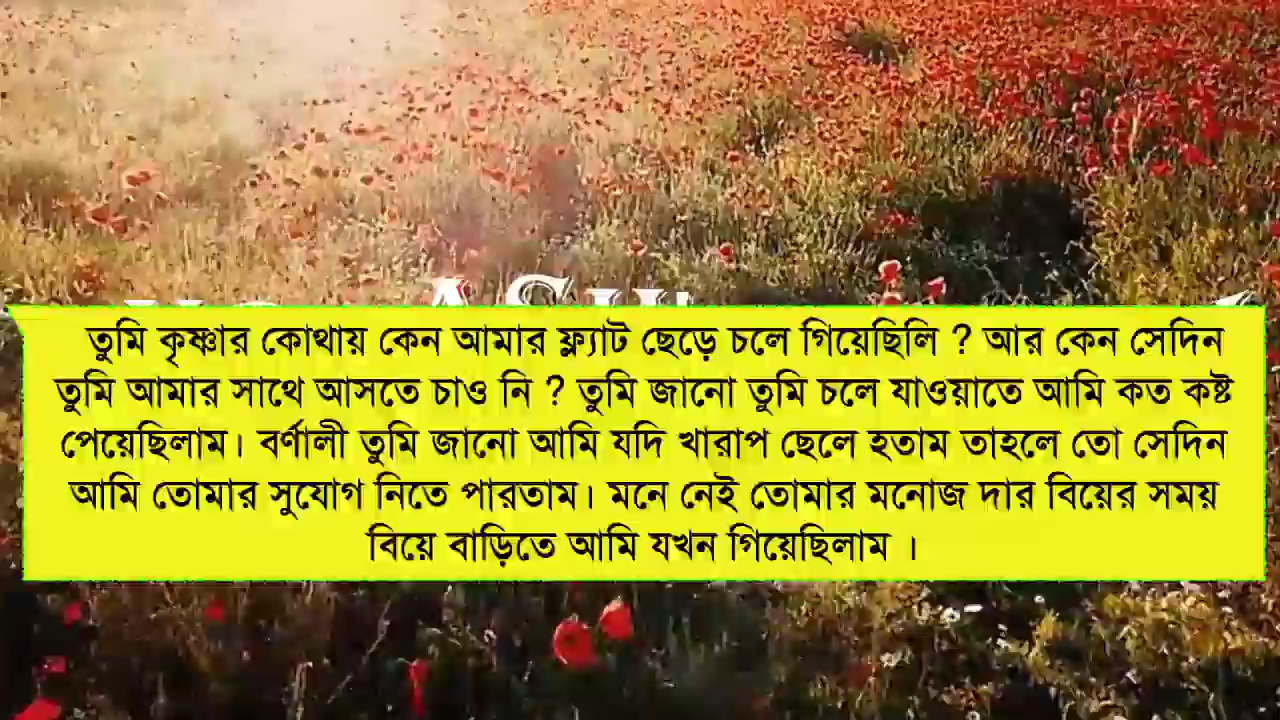 তুমি কৃষ্ণার কোথায় কেন আমার ফ্ল্যাট ছেড়ে চলে গিয়েছিলি ? আর কেন সেদিন
তুমি আমার সাথে আসতে চাও নি ? তুমি জানো তুমি চলে যাওয়াতে আমি কত কষ্ট
পেয়েছিলাম। বর্ণালী তুমি জানো আমি যদি খারাপ ছেলে হতাম তাহলে তো সেদিন
আমি তোমার সুযোগ নিতে পারতাম। মনে নেই তোমার মনোজ দার বিয়ের সময়
বিয়ে বাড়িতে আমি যখন গিয়েছিলাম ।